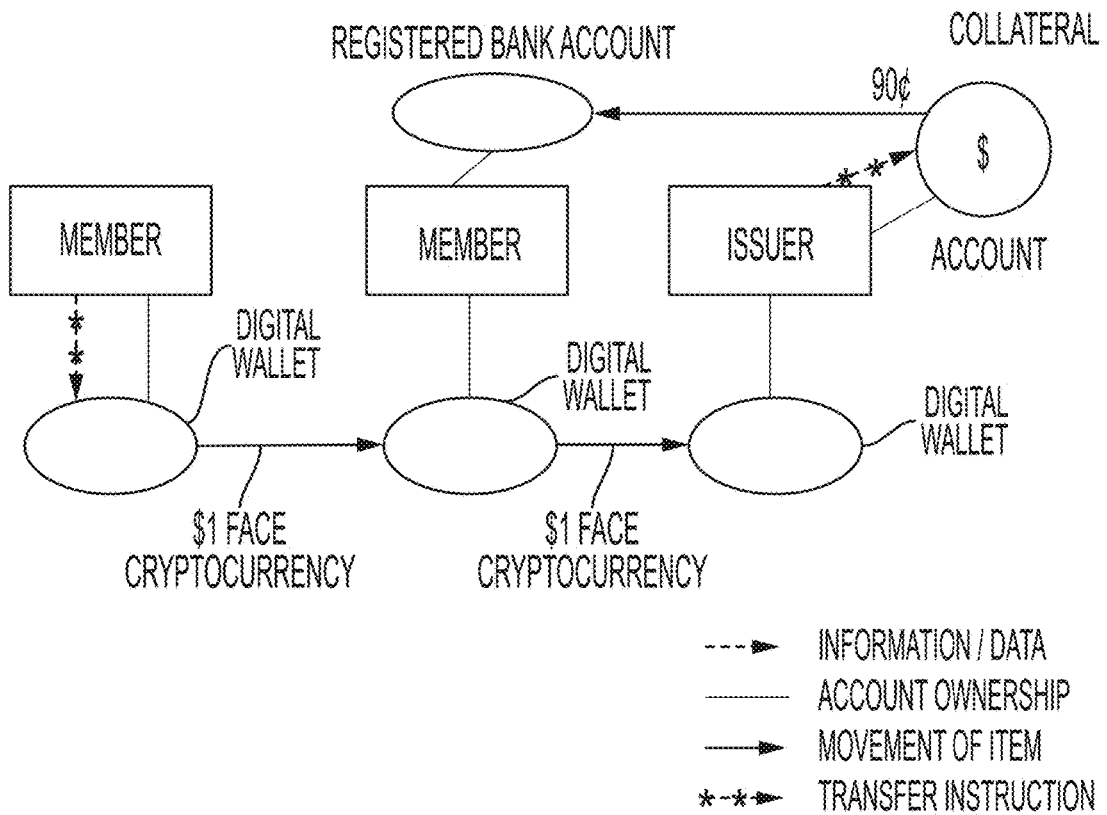 COLLATERAL
REGISTERED BANK ACCOUNT
90¢
$
MEMBER
MEMBER
ISSUER
ACCOUNT
DIGITAL
WALLET
DIGITAL
WALLET
DIGITAL
WALLET
$1 FACE
CRYPTOCURRENCY
$1 FACE
CRYPTOCURRENCY
INFORMATION / DATA
ACCOUNT OWNERSHIP
MOVEMENT OF ITEM
TRANSFER INSTRUCTION